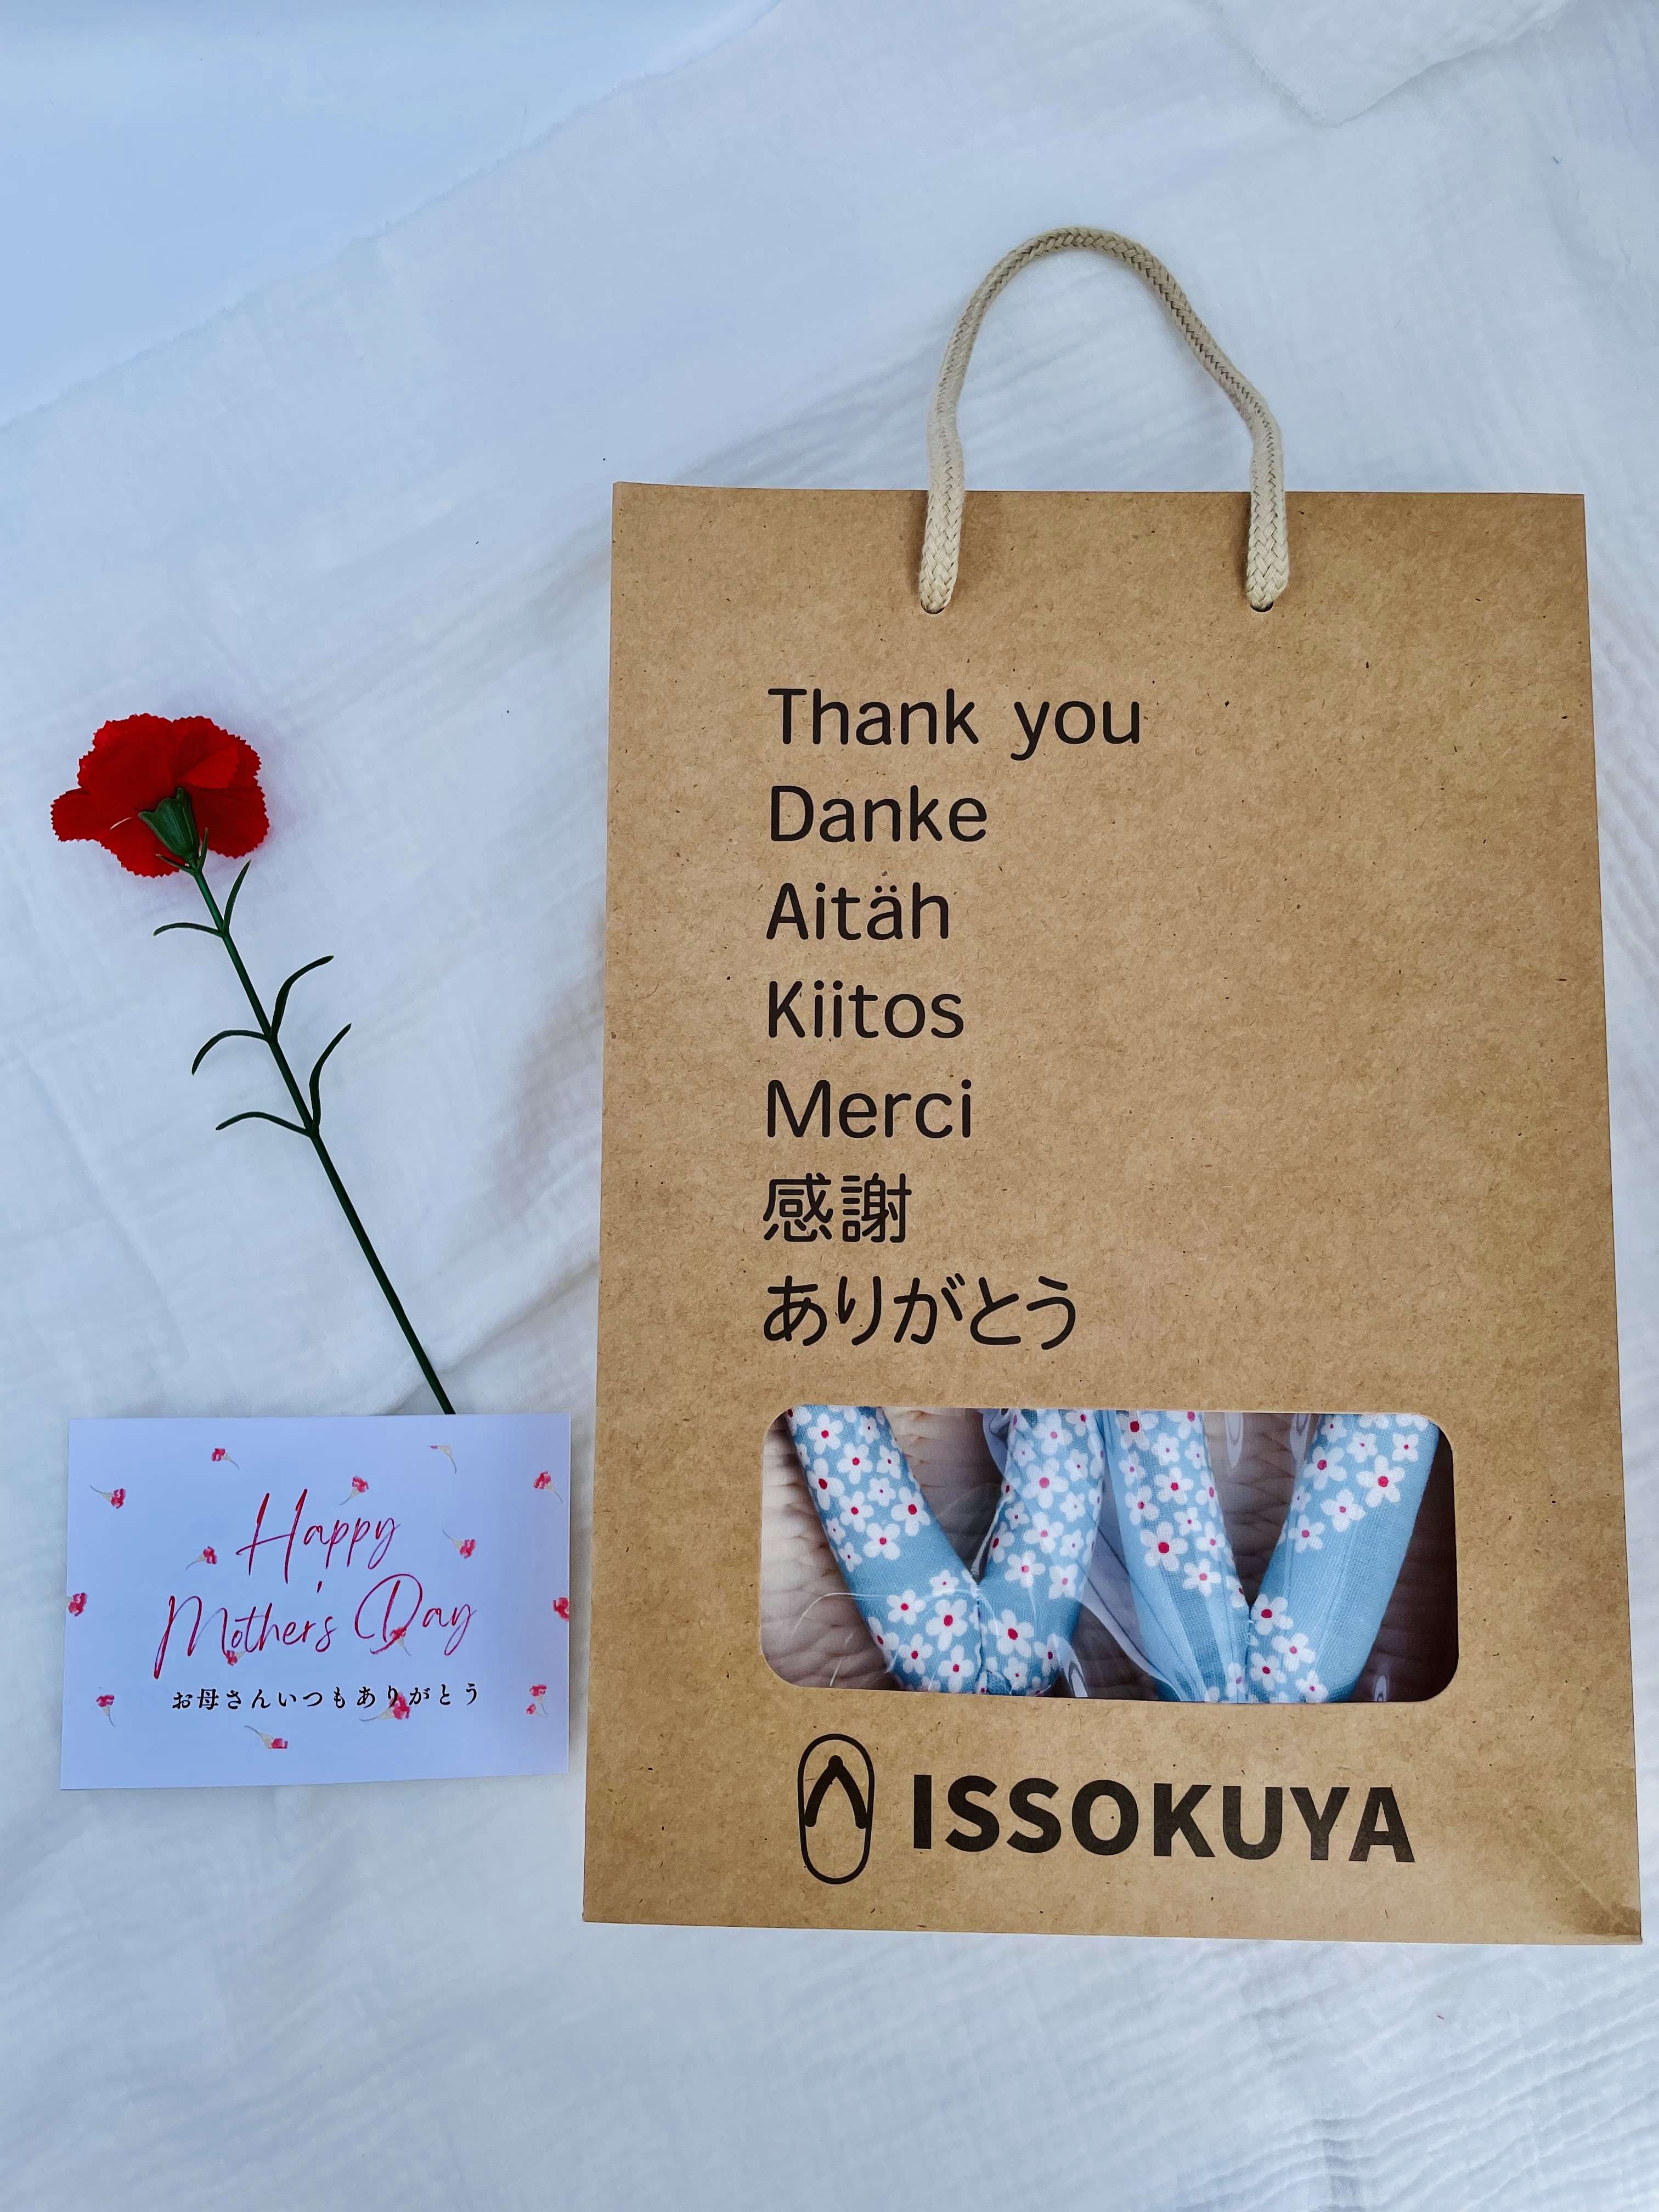 Thank you
Danke
Aitäh
Kiitos
Merci
感謝
ありがとう
ISSOKUYA
Happy
Mother's Day
お母さんいつもありがとう